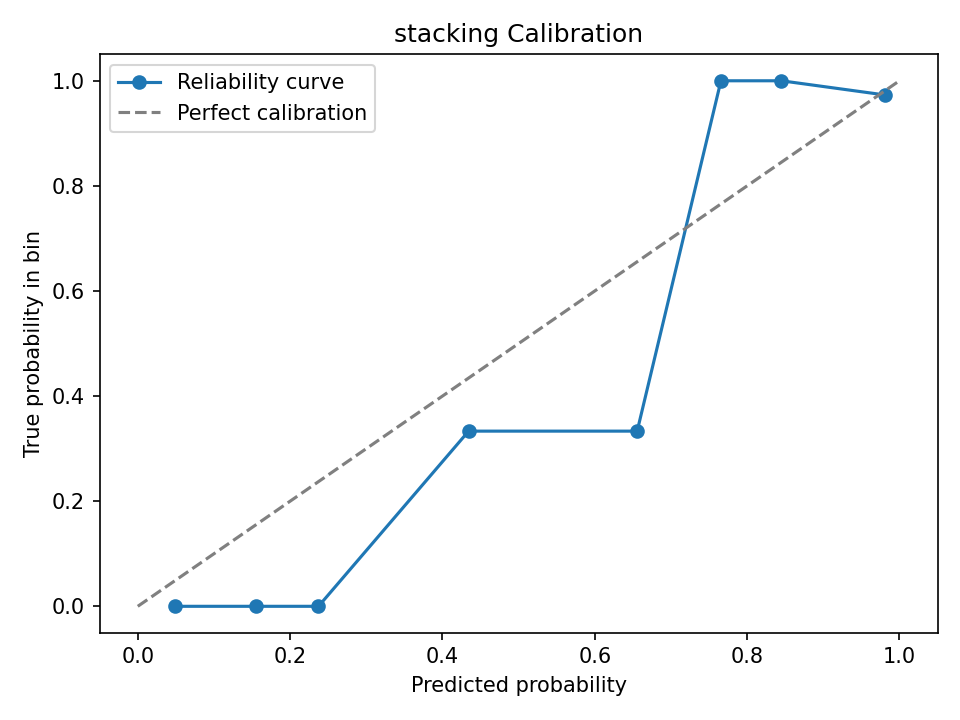 stacking Calibration
Reliability curve
Perfect calibration
True probability in bin
1.0
0.8
0.6
0.4
0.2
0.0
0.0 0.2 0.4 0.6 0.8 1.0
Predicted probability